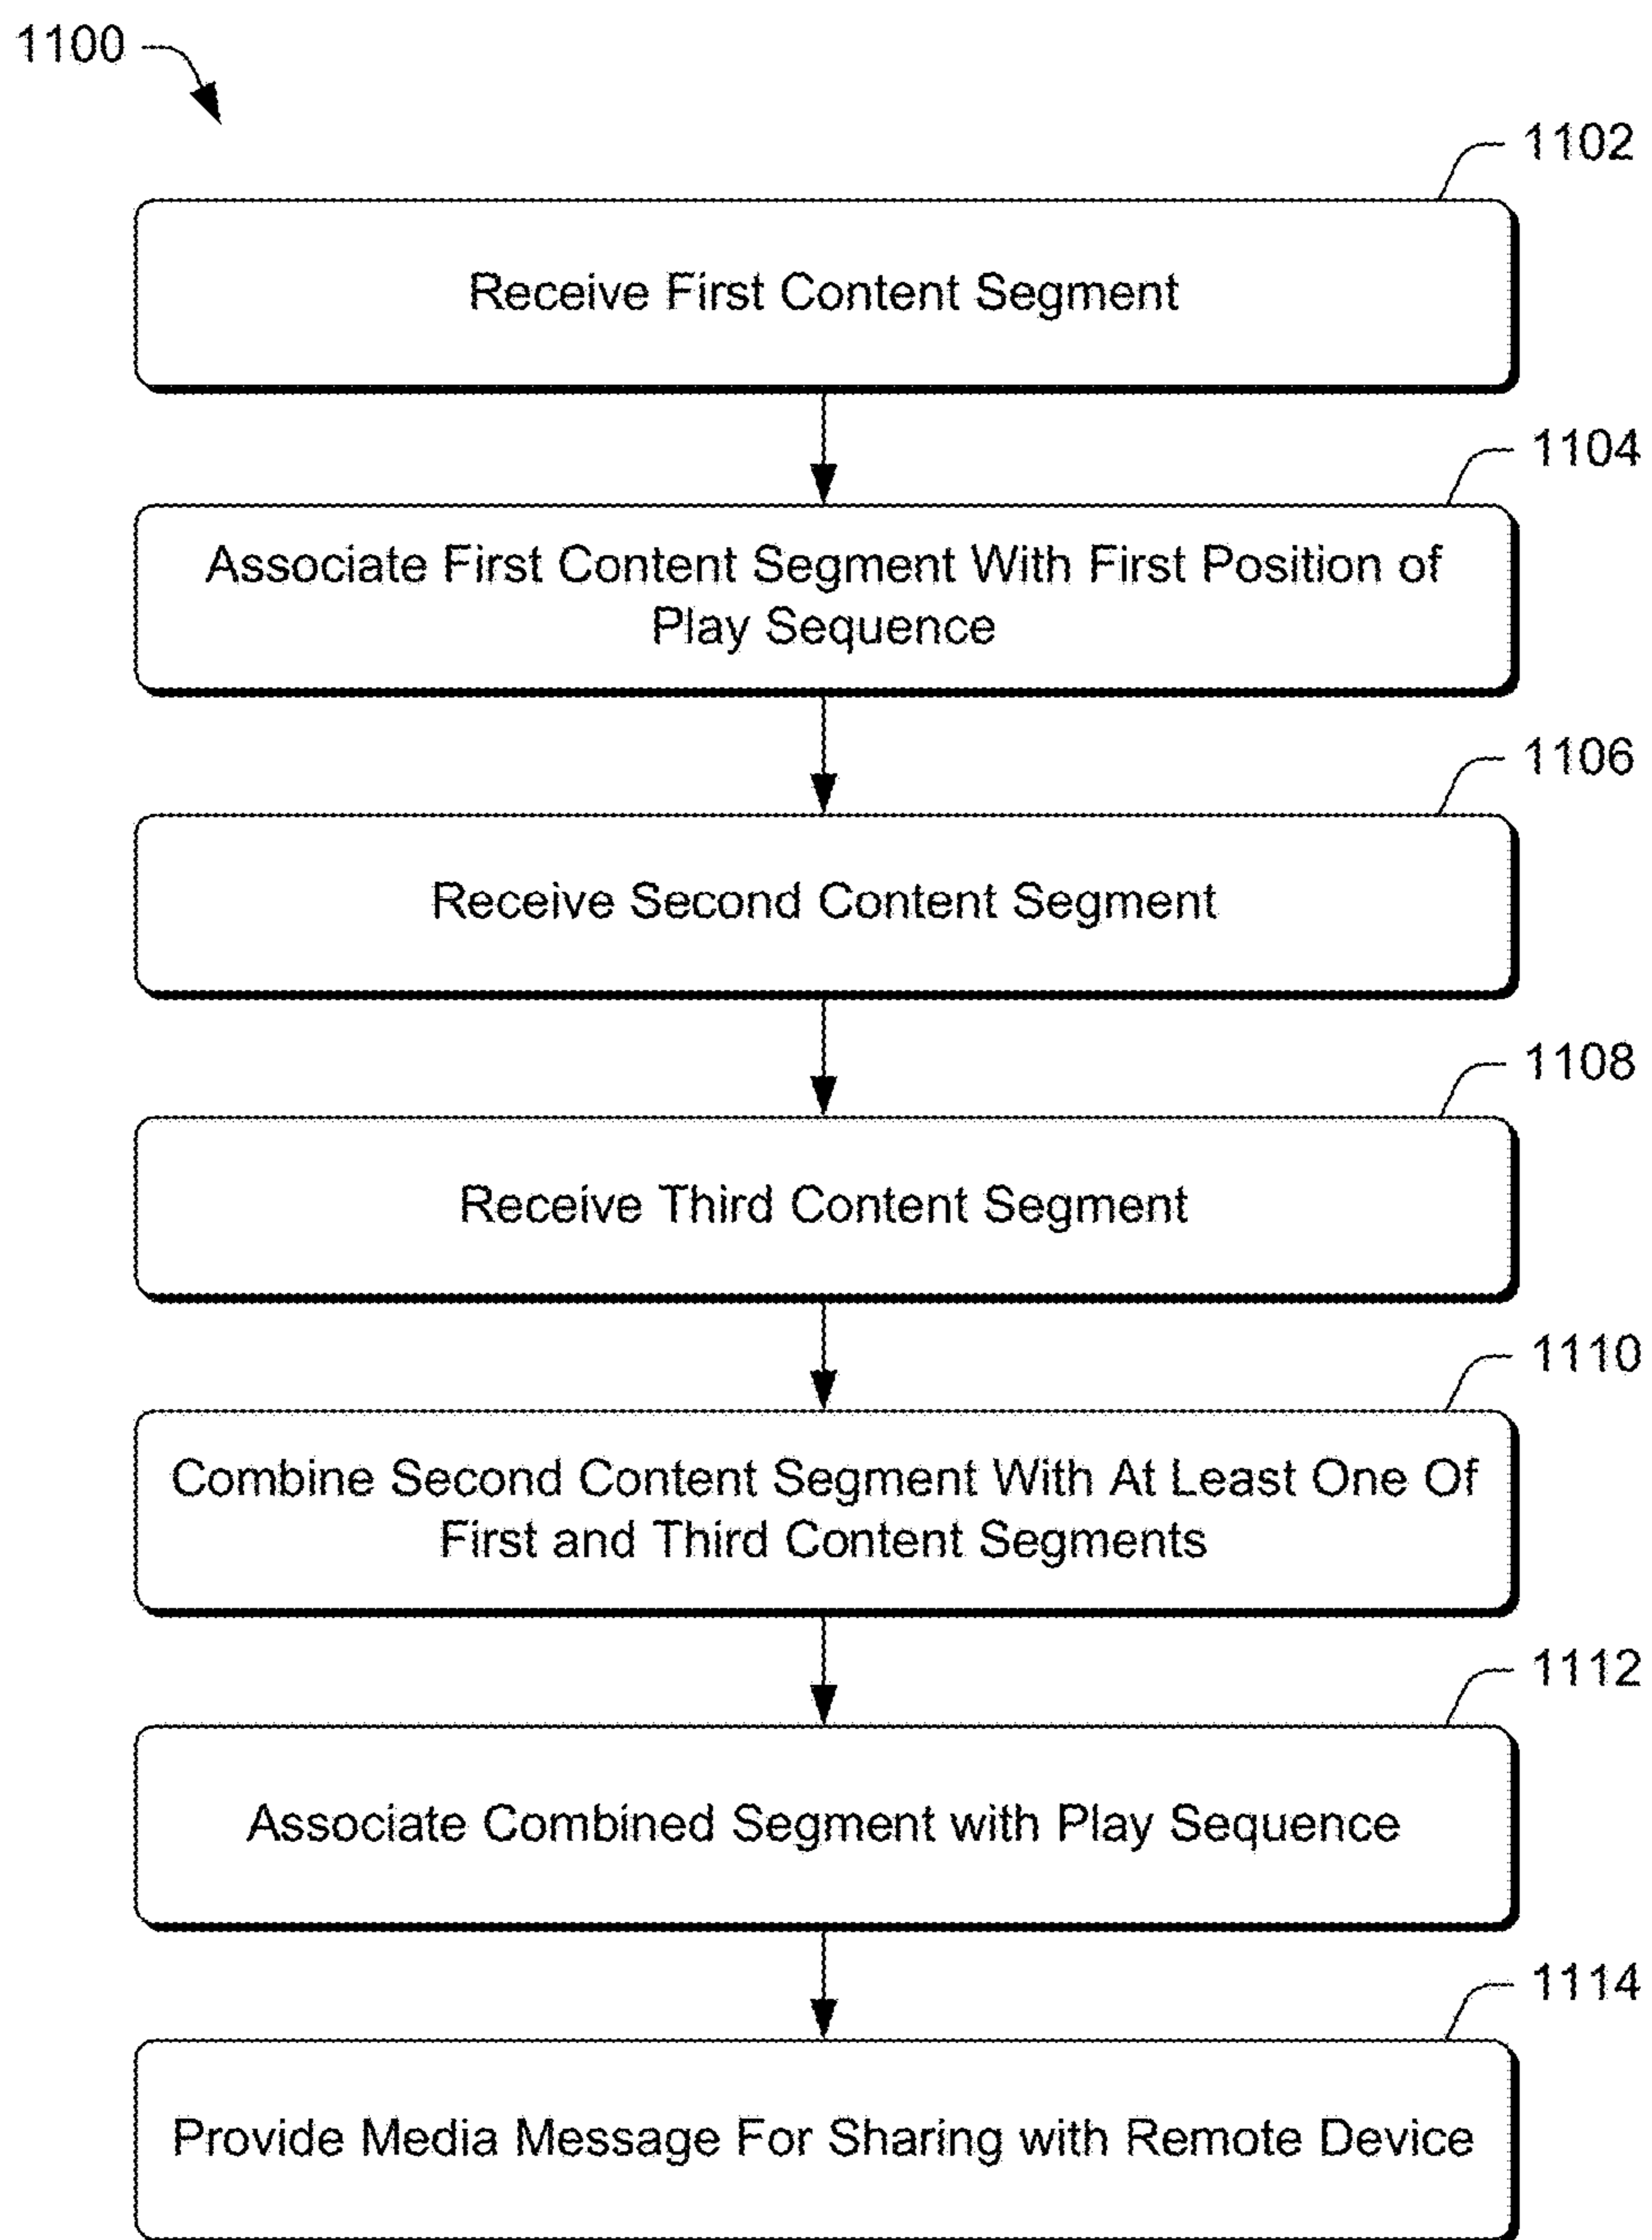 1100
1102
Receive First Content Segment
1104
Associate First Content Segment With First Position of
Play Sequence
1106
Receive Second Content Segment
1108
Receive Third Content Segment
1110
Combine Second Content Segment With At Least One Of
First and Third Content Segments
1112
Associate Combined Segment with Play Sequence
1114
Provide Media Message For Sharing with Remote Device